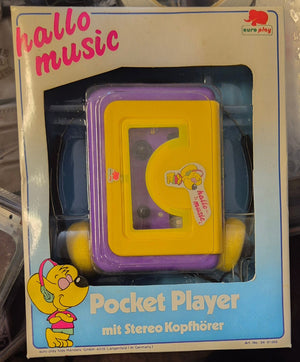 hallo
music
euro play
hallo
music
Pocket Player
mit Stereo Kopfhörer